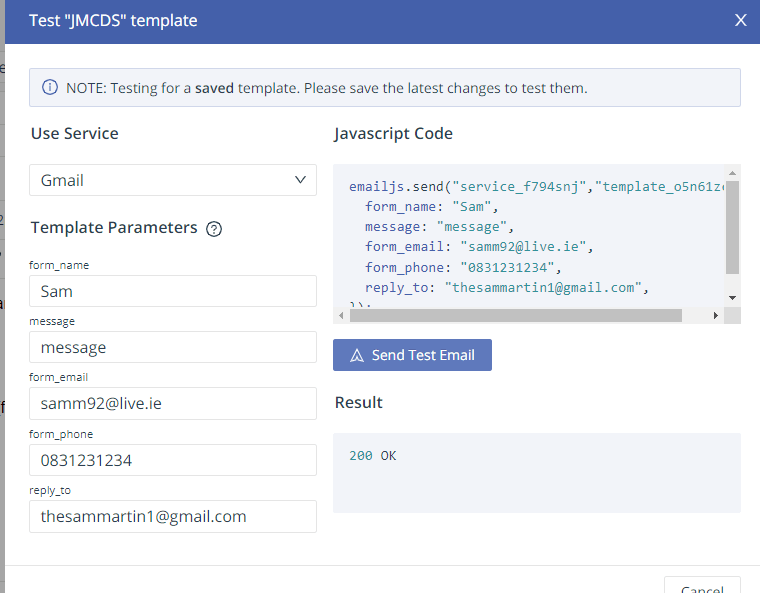 Test "JMCDS" template
X
NOTE: Testing for a saved template. Please save the latest changes to test them.
Use Service
Gmail
Template Parameters ?
form_name
Sam
message
message
form_email
samm92@live.ie
form_phone
0831231234
reply_to
thesammartin1@gmail.com
Javascript Code
emailjs.send("service_f794snj","template_o5n61z
form_name: "Sam",
message: "message",
form_email: "samm92@live.ie",
form_phone: "0831231234",
reply_to: "thesammartin1@gmail.com",
});
Send Test Email
Result
200 OK
Cancel